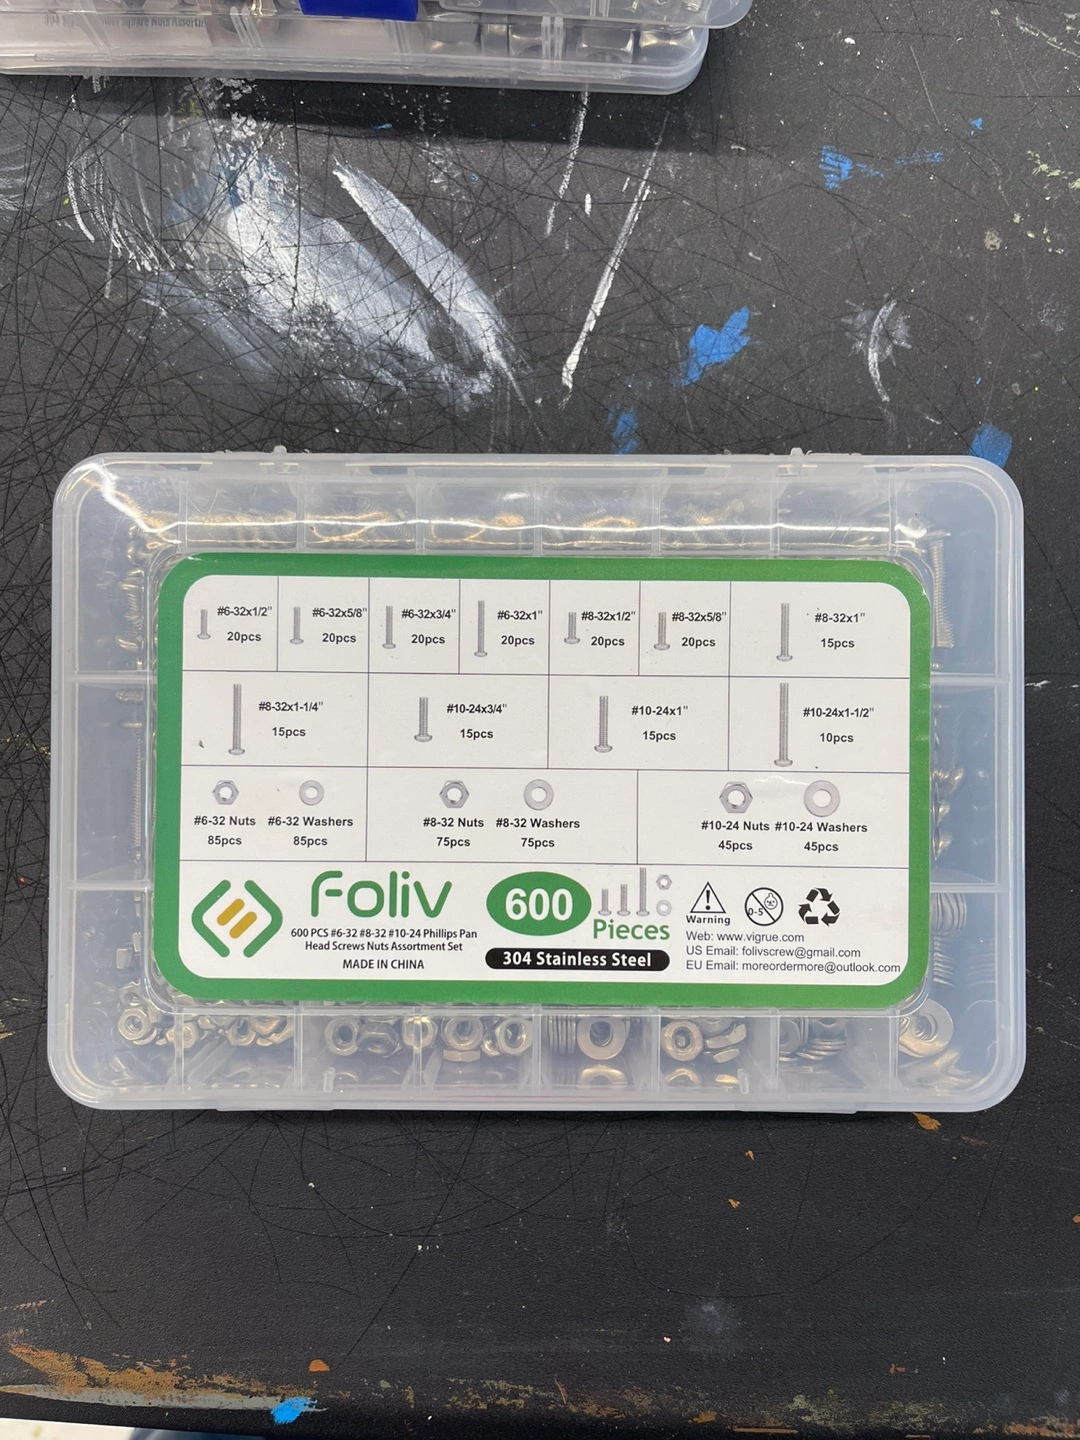 #6-32x1/2" #6-32x5/8" #6-32x3/4" #6-32x1" #8-32x1/2" #8-32x5/8" #8-32x1"
20pcs 20pcs 20pcs 20pcs 20pcs 20pcs 15pcs
#8-32x1-1/4" #10-24x3/4" #10-24x1" #10-24x1-1/2"
15pcs 15pcs 15pcs 10pcs
#6-32 Nuts #6-32 Washers #8-32 Nuts #8-32 Washers #10-24 Nuts #10-24 Washers
85pcs 85pcs 75pcs 75pcs 45pcs 45pcs
Foliv
600 PCS #6-32 #8-32 #10-24 Phillips Pan
Head Screws Nuts Assortment Set
MADE IN CHINA
600
Pieces
304 Stainless Steel
Warning
0-5
Web: www.vigrue.com
US Email: folivscrew@gmail.com
EU Email: moreordermore@outlook.com